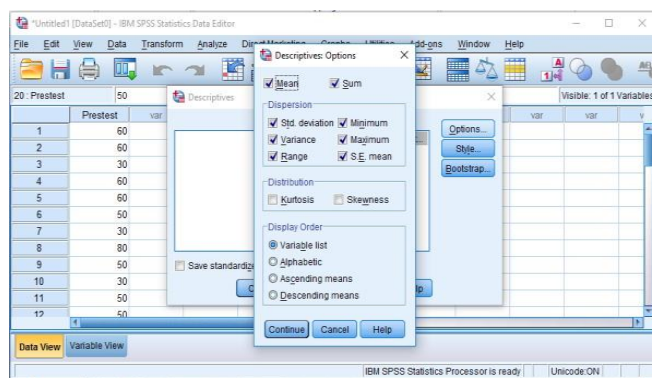 *Untitled1 [DataSet0] - IBM SPSS Statistics Data Editor
File Edit View Data Transform Analyze Window Help
20 : Prestest 50 Visible: 1 of 1 Variables
Prestest var var var
1 60
2 60
3 30
4 60
5 60
6 50
7 30
8 80
9 50
10 30
11 50
12 50
Descriptives
Options...
Style...
Bootstrap...
Save standardiz
Descriptives: Options
Mean Sum
Dispersion
Std. deviation Minimum
Variance Maximum
Range S.E. mean
Distribution
Kurtosis Skewness
Display Order
Variable list
Alphabetic
Ascending means
Descending means
Continue Cancel Help
Data View Variable View
IBM SPSS Statistics Processor is ready Unicode:ON